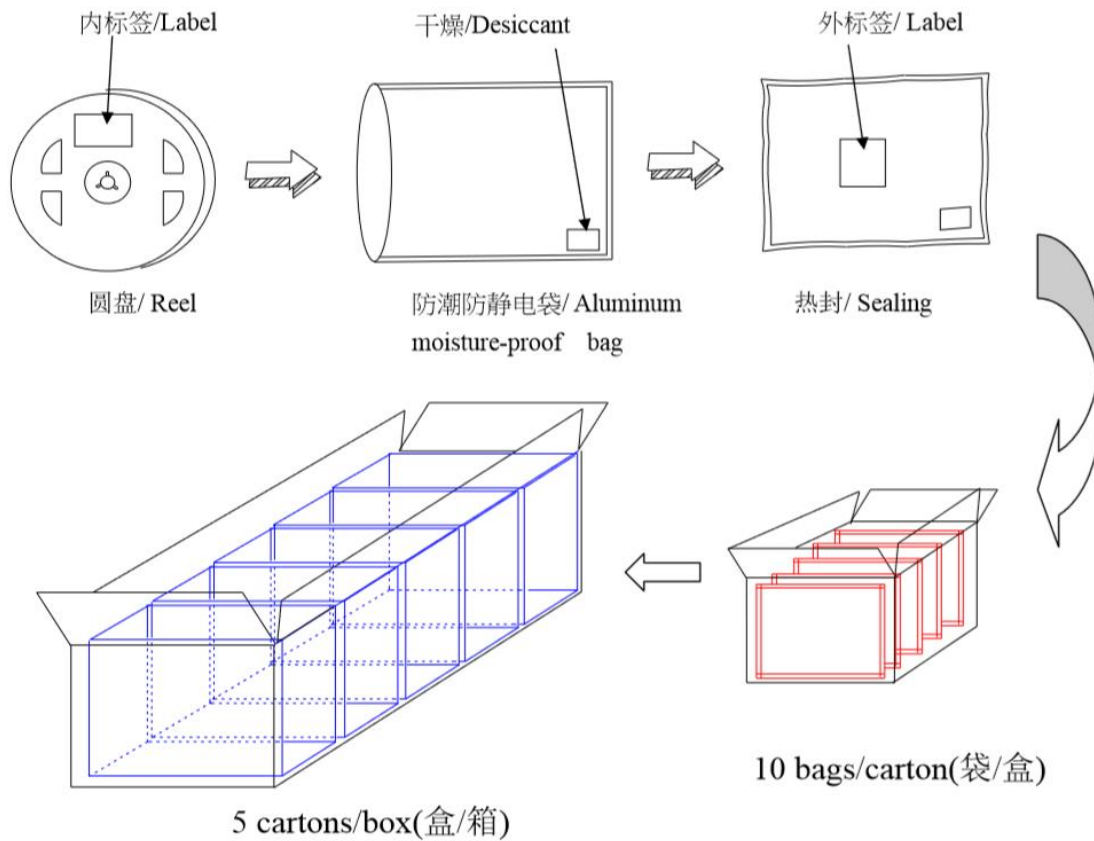 内标签/Label
干燥/Desiccant
外标签/ Label
圆盘/ Reel
防潮防静电袋/ Aluminum
moisture-proof bag
热封/ Sealing
10 bags/carton(袋/盒)
5 cartons/box(盒/箱)